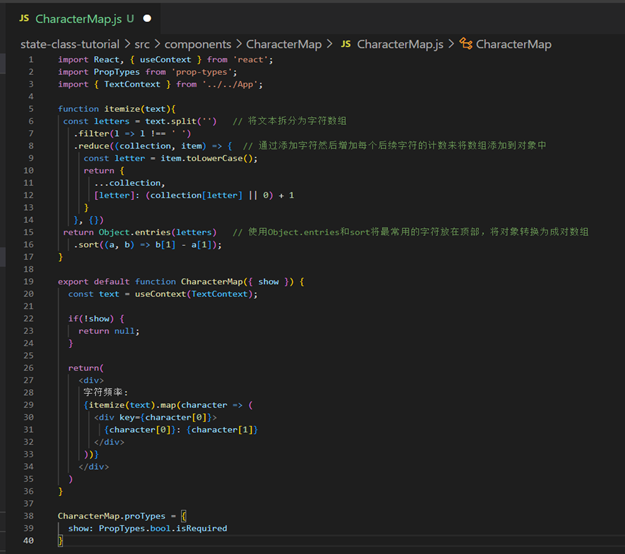 JS CharacterMap.js U ●
state-class-tutorial > src > components > CharacterMap > JS CharacterMap.js > CharacterMap
1 import React, { useContext } from 'react';
2 import PropTypes from 'prop-types';
3 import { TextContext } from '../../App';
4
5 function itemize(text){
6 const letters = text.split('') // 将文本拆分为字符数组
7 .filter(l => l !== ' ')
8 .reduce((collection, item) => { // 通过添加字符然后增加每个后续字符的计数来将数组添加到对象中
9 const letter = item.toLowerCase();
10 return {
11 ...collection,
12 [letter]: (collection[letter] || 0) + 1
13 }
14 }, {})
15 return Object.entries(letters) // 使用Object.entries和sort将最常用的字符放在顶部，将对象转换为成对数组
16 .sort((a, b) => b[1] - a[1]);
17 }
18
19 export default function CharacterMap({ show }) {
20 const text = useContext(TextContext);
21
22 if(!show) {
23 return null;
24 }
25
26 return(
27 <div>
28 字符频率:
29 {itemize(text).map(character => (
30 <div key={character[0]}>
31 {character[0]}: {character[1]}
32 </div>
33 ))}
34 </div>
35 )
36 }
37
38 CharacterMap.proTypes = {
39 show: PropTypes.bool.isRequired
40 }